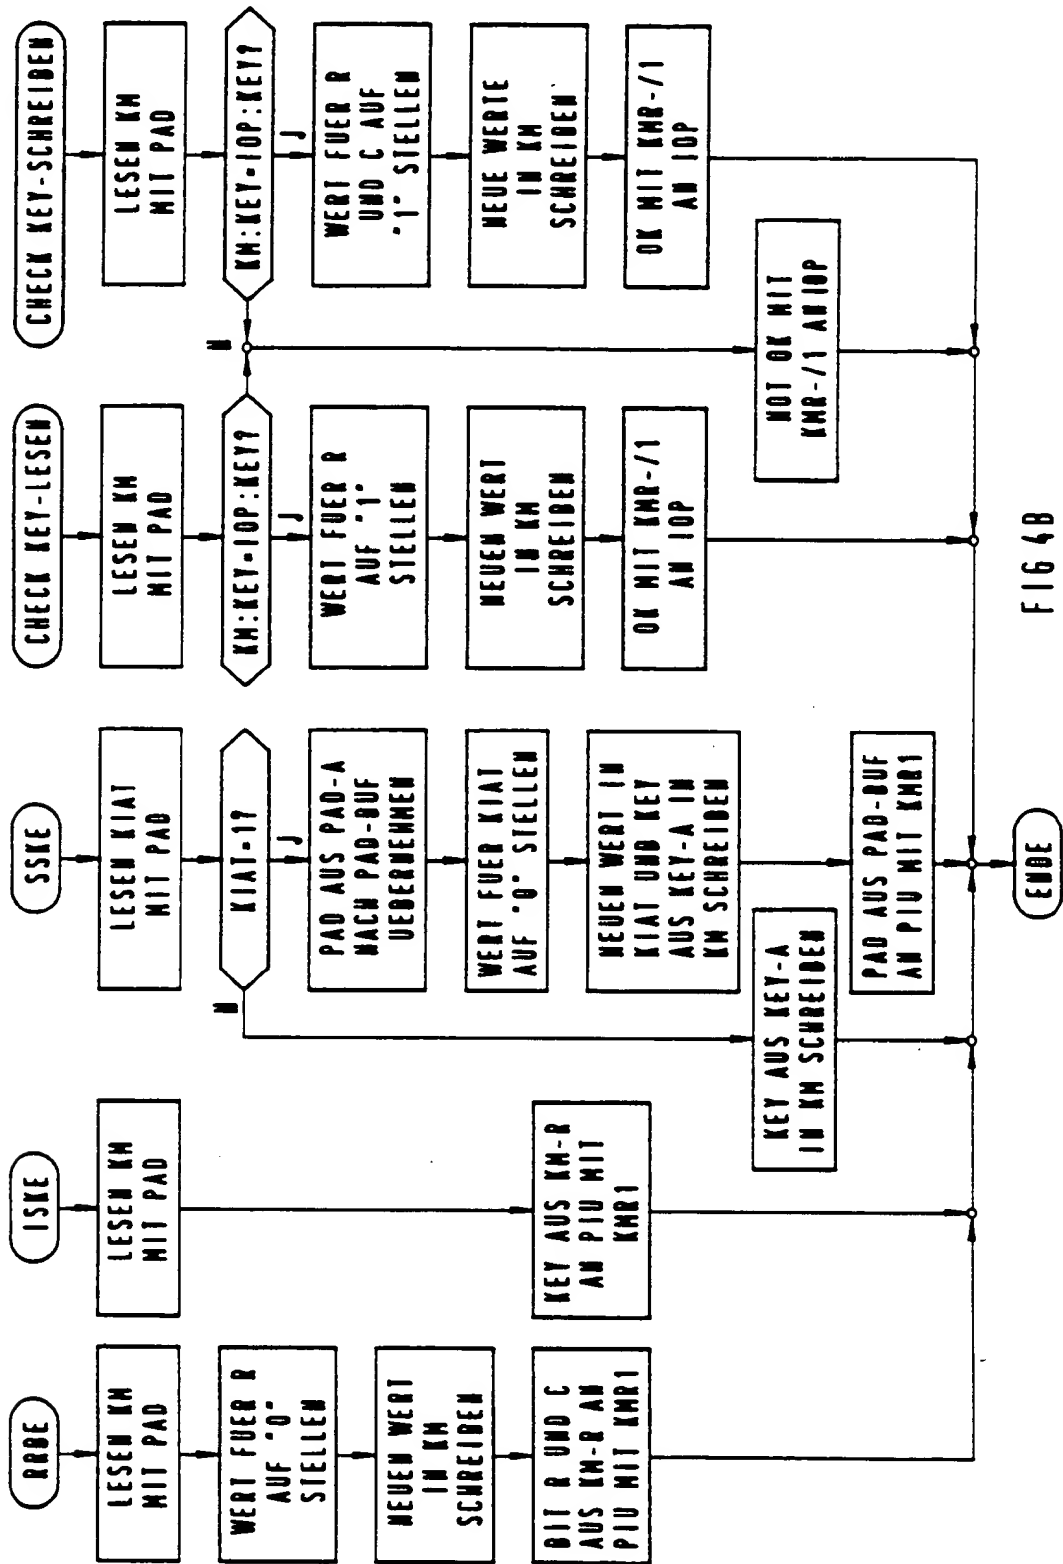 RRBE
LESEN KM
MIT PAD
WERT FUER R
AUF "0"
STELLEN
NEUEN WERT
IN KM
SCHREIBEN
BIT R UND C
AUS KM-R AN
PIU MIT KMR1
ISKE
LESEN KM
MIT PAD
KEY AUS KM-R
AN PIU MIT
KMR1
SSKE
LESEN KIAT
MIT PAD
KIAT=1?
N
J
PAD AUS PAD-A
NACH PAD-BUF
UEBERNEHMEN
WERT FUER KIAT
AUF "0" STELLEN
NEUEN WERT IN
KIAT UND KEY
AUS KEY-A IN
KM SCHREIBEN
KEY AUS KEY-A
IN KM SCHREIBEN
PAD AUS PAD-BUF
AN PIU MIT KMR1
CHECK KEY-LESEN
LESEN KM
MIT PAD
KM:KEY=IOP:KEY?
J
WERT FUER R
AUF "1"
STELLEN
NEUEN WERT
IN KM
SCHREIBEN
OK MIT KMR-/1
AN IOP
N
NOT OK MIT
KMR-/1 AN IOP
CHECK KEY-SCHREIBEN
LESEN KM
MIT PAD
KM:KEY=IOP:KEY?
J
WERT FUER R
UND C AUF
"1" STELLEN
NEUE WERTE
IN KM
SCHREIBEN
OK MIT KMR-/1
AN IOP
ENDE
FIG 4B